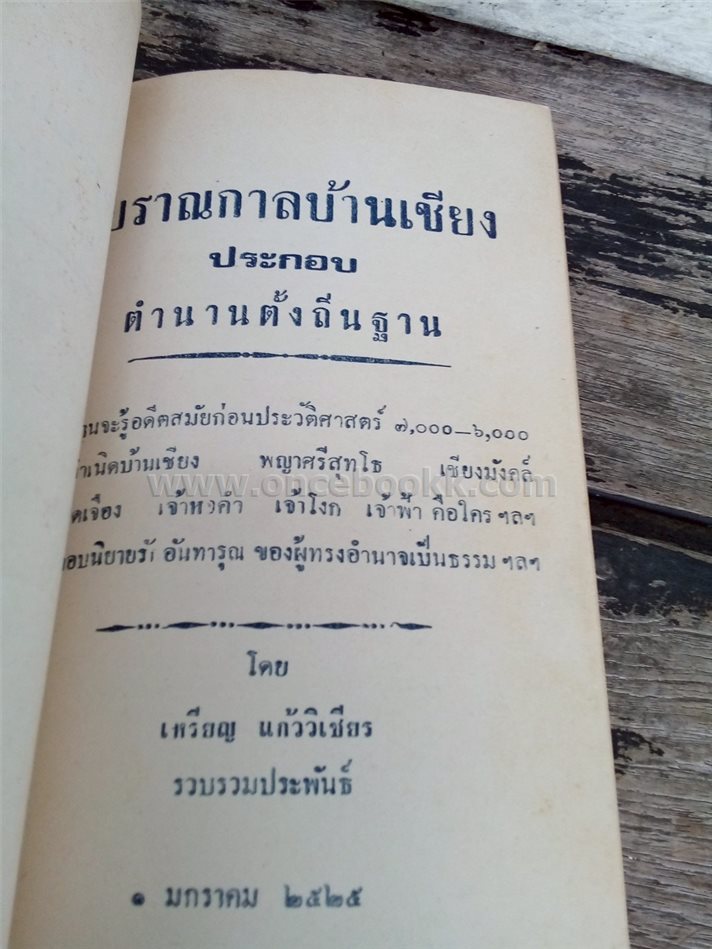 บราณกาลบ้านเชียง
ประกอบ
ตำนานตั้งถิ่นฐาน
จะรู้อดีตสมัยก่อนประวัติศาสตร์ ๗,๐๐๐—๖,๐๐๐
เนิดบ้านเชียง พญาศรีสุทโธ เชียงมังคล์
www.oncebookk.com
เจือง เจ้าหงคำ เจ้าโงก เจ้าฟ้า คือใคร ฯลฯ
อบนิยายรัก อันทารุณ ของผู้ทรงอำนาจเป็นธรรม ฯลฯ
โดย
เหรียญ แก้ววิเชียร
รวบรวมประพันธ์
๑ มกราคม ๒๕๒๕